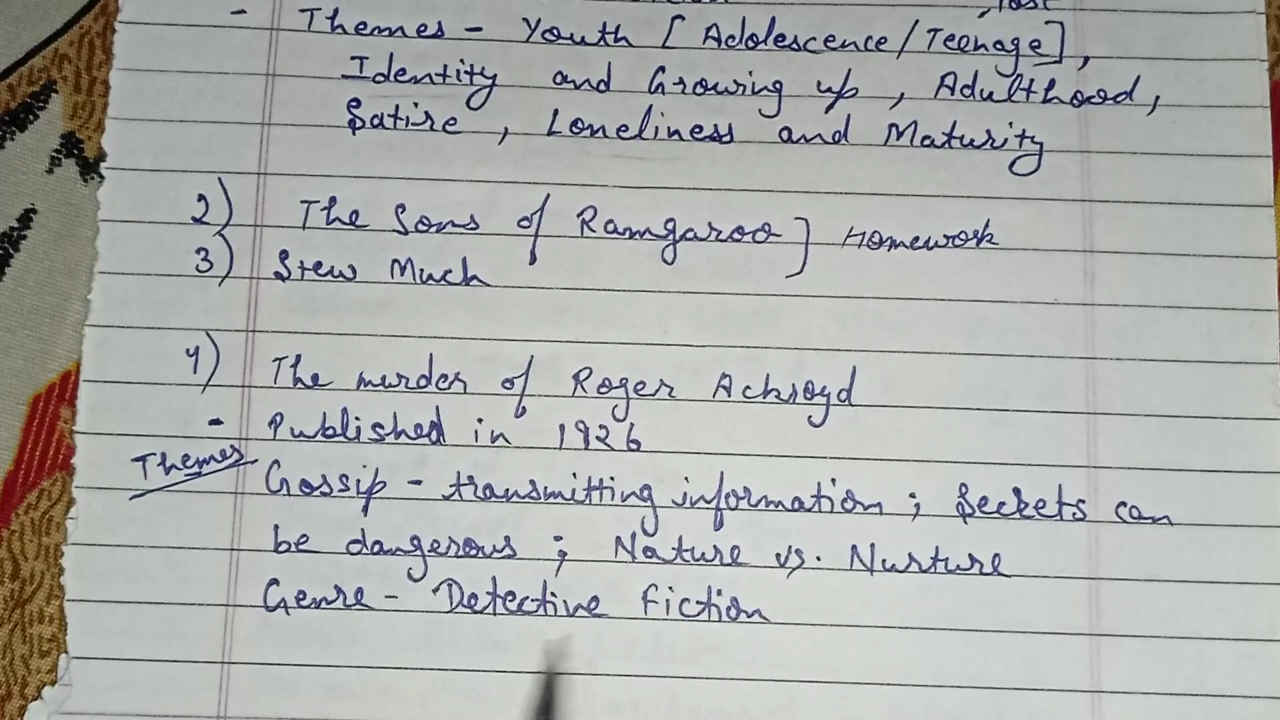 - Themes - Youth [Adolescence/Teenage],
Identity and Growing up, Adulthood,
Satire, Loneliness and Maturity
2) The Sons of Ramgaroo ] Homework
3) Stew Much
4) The murder of Roger Ackroyd
- Published in 1926
Themes Gossip - transmitting information; Secrets can
be dangerous; Nature vs. Nurture
Genre - Detective Fiction